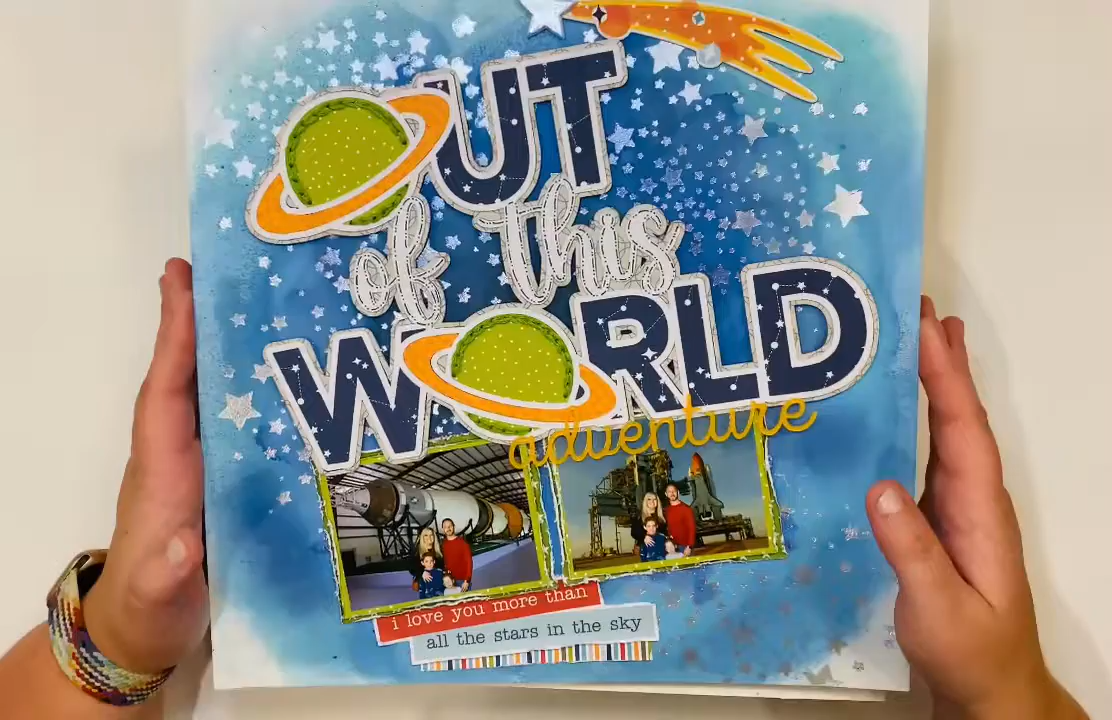 OUT
of this
WORLD
adventure
i love you more than
all the stars in the sky